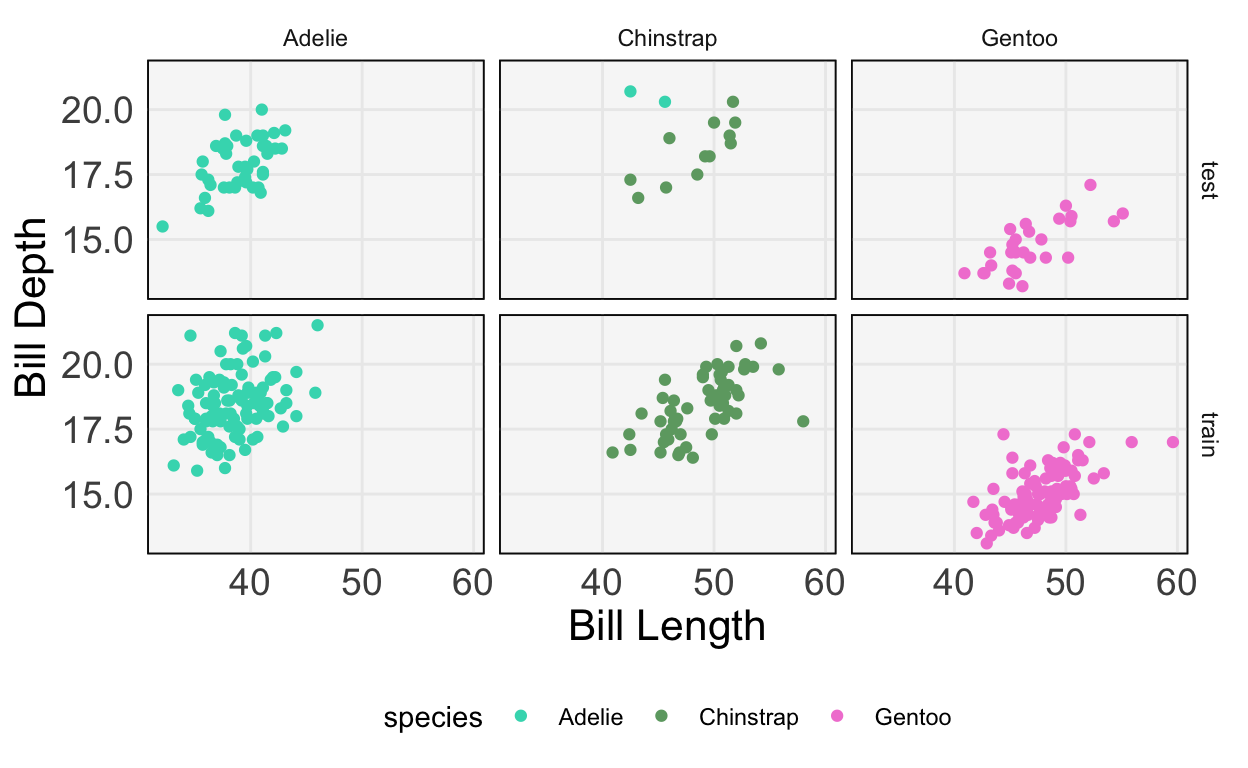 Adelie Chinstrap Gentoo
20.0
17.5
15.0
test
Bill Depth
20.0
17.5
15.0
train
40 50 60 40 50 60 40 50 60
Bill Length
species Adelie Chinstrap Gentoo